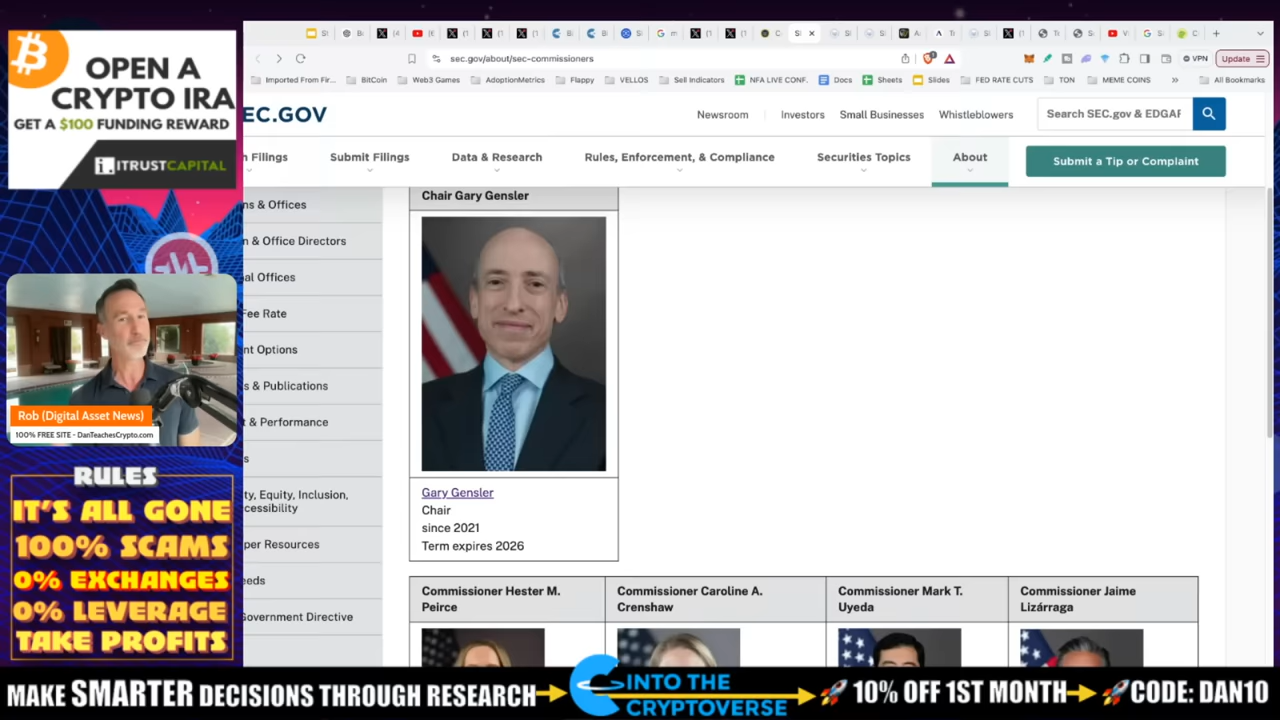 OPEN A
CRYPTO IRA
GET A $100 FUNDING REWARD
ITRUSTCAPITAL
Rob (Digital Asset News)
100% FREE SITE - DanTeachesCrypto.com
RULES
IT'S ALL GONE
100% SCAMS
0% EXCHANGES
0% LEVERAGE
TAKE PROFITS
sec.gov/about/sec-commissioners
VPN
Update
Imported From Fir...
BitCoin
Web3 Games
AdoptionMetrics
Flappy
VELLOS
Sell Indicators
NFA LIVE CONF.
Docs
Sheets
Slides
FED RATE CUTS
TON
MEME COINS
»
All Bookmarks
EC.GOV
Newsroom
Investors
Small Businesses
Whistleblowers
Search SEC.gov & EDGAR
h Filings
Submit Filings
Data & Research
Rules, Enforcement, & Compliance
Securities Topics
About
Submit a Tip or Complaint
ns & Offices
n & Office Directors
al Offices
Fee Rate
nt Options
s & Publications
t & Performance
s
ty, Equity, Inclusion,
ccessibility
per Resources
eeds
Government Directive
Chair Gary Gensler
Gary Gensler
Chair
since 2021
Term expires 2026
Commissioner Hester M.
Peirce
Commissioner Caroline A.
Crenshaw
Commissioner Mark T.
Uyeda
Commissioner Jaime
Lizárraga
MAKE SMARTER DECISIONS THROUGH RESEARCH
INTO THE
CRYPTOVERSE
10% OFF 1ST MONTH
CODE: DAN10